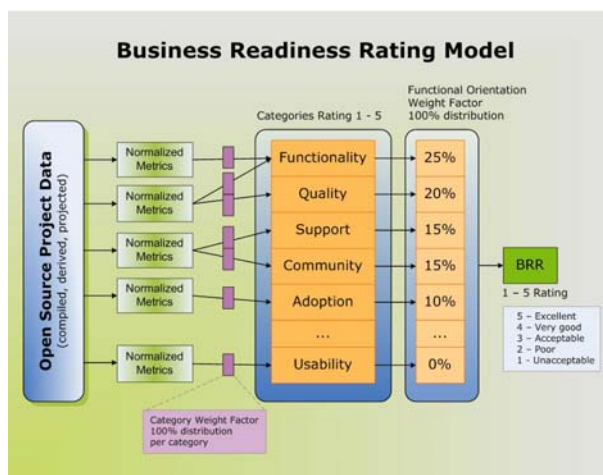 Business Readiness Rating Model
Open Source Project Data
(compiled, derived, projected)
Normalized
Metrics
Normalized
Metrics
Normalized
Metrics
Normalized
Metrics
Normalized
Metrics
Category Weight Factor
100% distribution
per category
Categories Rating 1 - 5
Functionality
Quality
Support
Community
Adoption
...
Usability
Functional Orientation
Weight Factor
100% distribution
25%
20%
15%
15%
10%
...
0%
BRR
1 – 5 Rating
5 – Excellent
4 – Very good
3 – Acceptable
2 – Poor
1 - Unacceptable